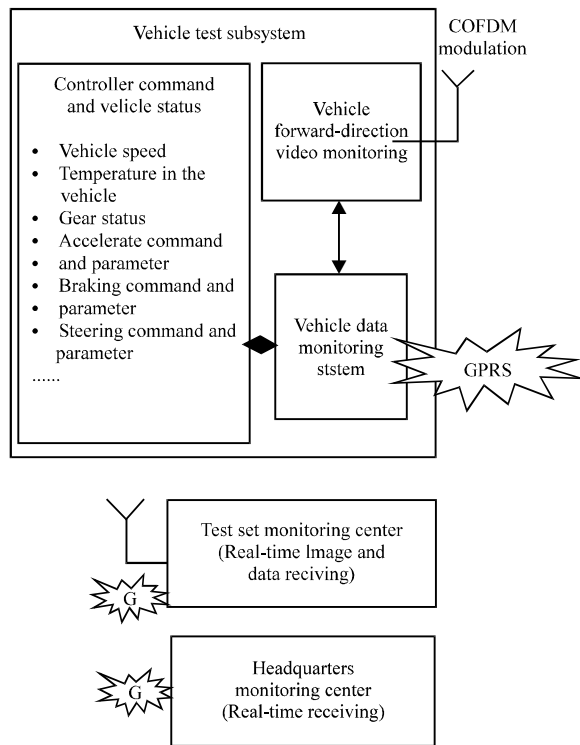 Vehicle test subsystem
COFDM
modulation
Controller command
and velicle status
• Vehicle speed
• Temperature in the
vehicle
• Gear status
• Accelerate command
• and parameter
• Braking command and
• parameter
• Steering command and
parameter
......
Vehicle
forward-direction
video monitoring
Vehicle data
monitoring
ststem
GPRS
Test set monitoring center
(Real-time Image and
data reciving)
G
Headquarters
monitoring center
(Real-time receiving)
G